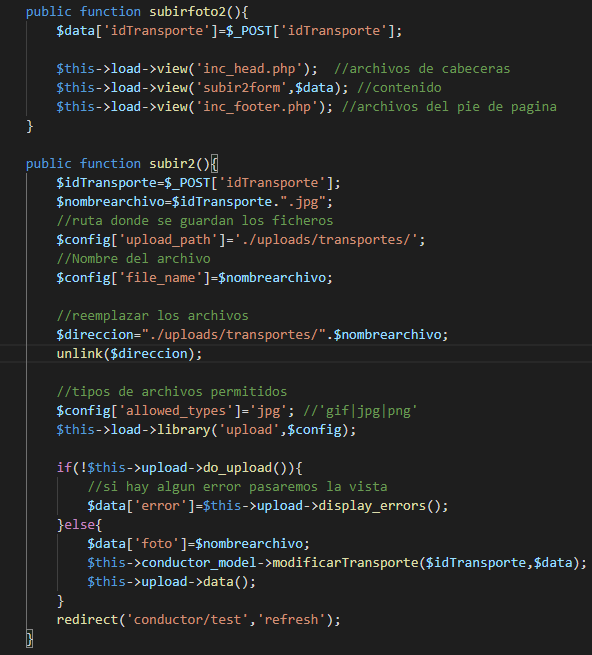 public function subirfoto2(){
    $data['idTransporte']=$_POST['idTransporte'];

    $this->load->view('inc_head.php');  //archivos de cabeceras
    $this->load->view('subir2form',$data); //contenido
    $this->load->view('inc_footer.php'); //archivos del pie de pagina
}

public function subir2(){
    $idTransporte=$_POST['idTransporte'];
    $nombrearchivo=$idTransporte.".jpg";
    //ruta donde se guardan los ficheros
    $config['upload_path']='./uploads/transportes/';
    //Nombre del archivo
    $config['file_name']=$nombrearchivo;

    //reemplazar los archivos
    $direccion="./uploads/transportes/".$nombrearchivo;
    unlink($direccion);

    //tipos de archivos permitidos
    $config['allowed_types']='jpg'; //'gif|jpg|png'
    $this->load->library('upload',$config);

    if(!$this->upload->do_upload()){
        //si hay algun error pasaremos la vista
        $data['error']=$this->upload->display_errors();
    }else{
        $data['foto']=$nombrearchivo;
        $this->conductor_model->modificarTransporte($idTransporte,$data);
        $this->upload->data();
    }
    redirect('conductor/test','refresh');
}